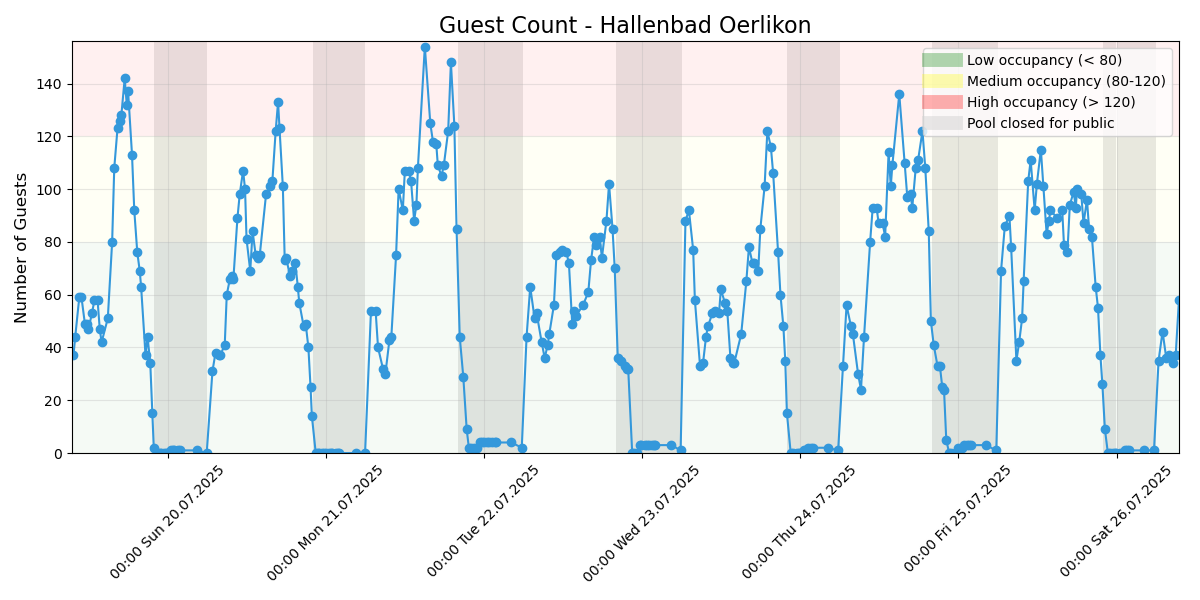 Guest Count - Hallenbad Oerlikon
Number of Guests
140
120
100
80
60
40
20
0
Low occupancy (< 80)
Medium occupancy (80-120)
High occupancy (> 120)
Pool closed for public
00:00 Sun 20.07.2025
00:00 Mon 21.07.2025
00:00 Tue 22.07.2025
00:00 Wed 23.07.2025
00:00 Thu 24.07.2025
00:00 Fri 25.07.2025
00:00 Sat 26.07.2025